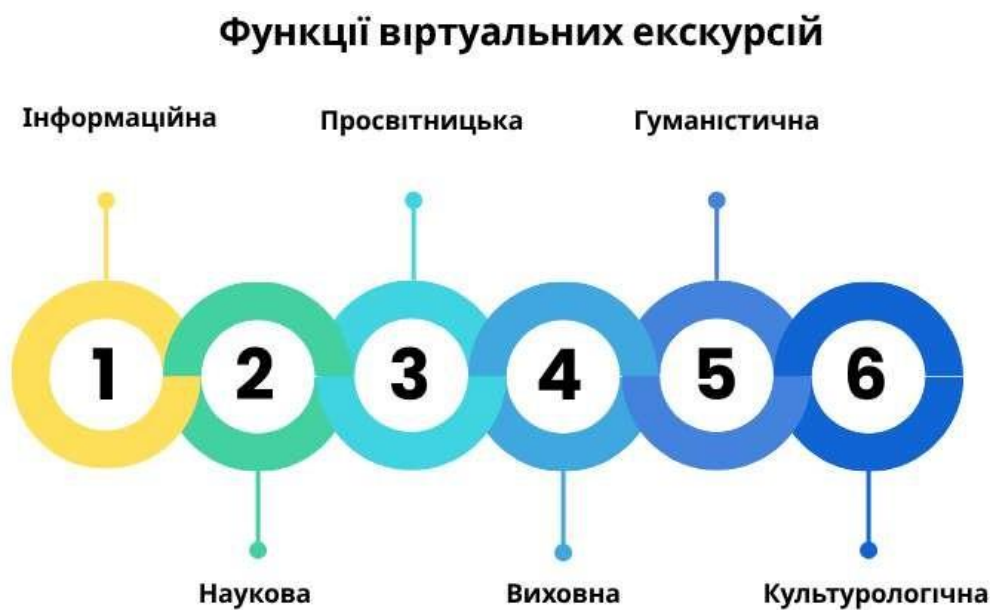 Функції віртуальних екскурсій
Інформаційна
Просвітницька
Гуманістична
1
2
3
4
5
6
Наукова
Виховна
Культурологічна